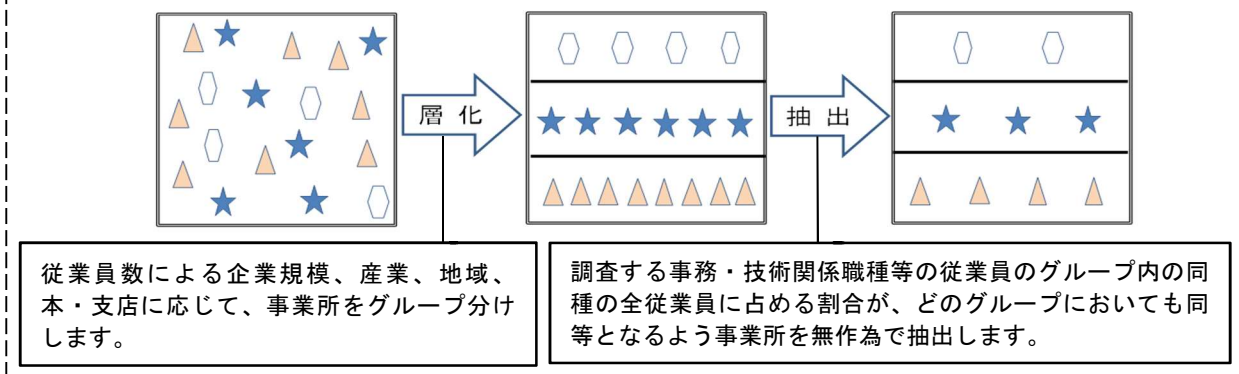 層化
抽出
従業員数による企業規模、産業、地域、
本・支店に応じて、事業所をグループ分け
します。
調査する事務・技術関係職種等の従業員のグループ内の同
種の全従業員に占める割合が、どのグループにおいても同
等となるよう事業所を無作為で抽出します。